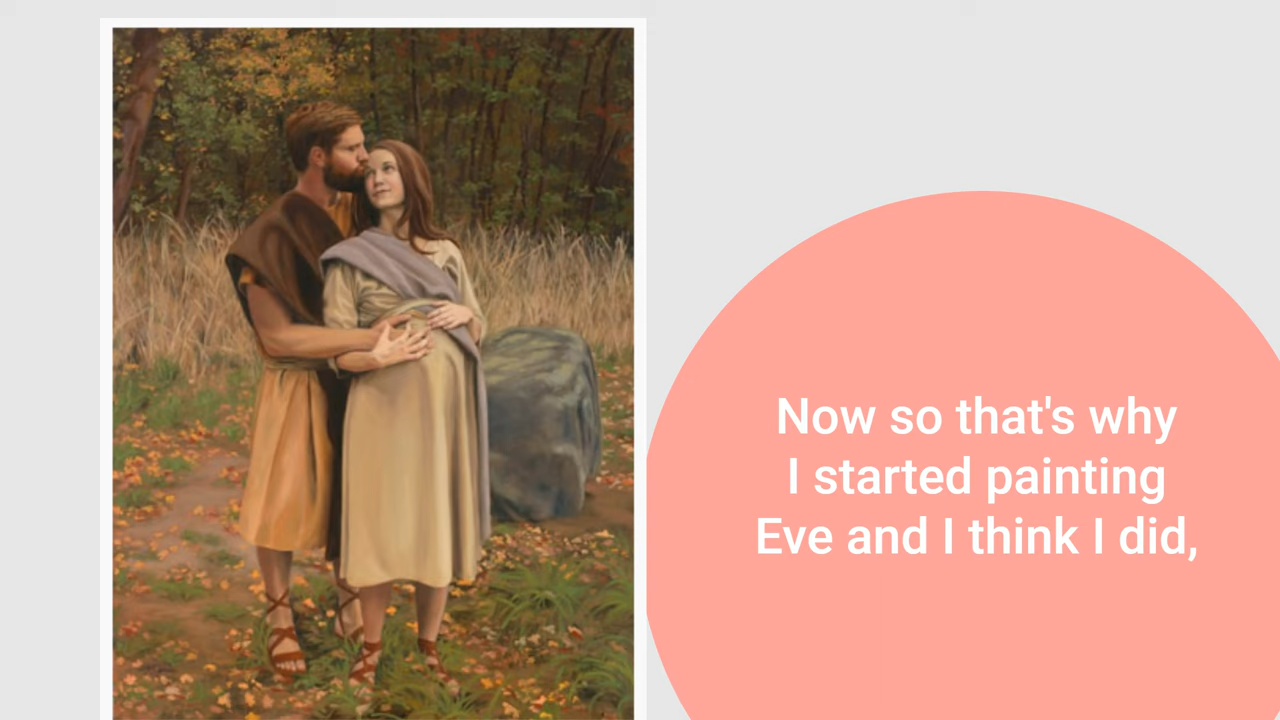 Now so that's why
I started painting
Eve and I think I did,